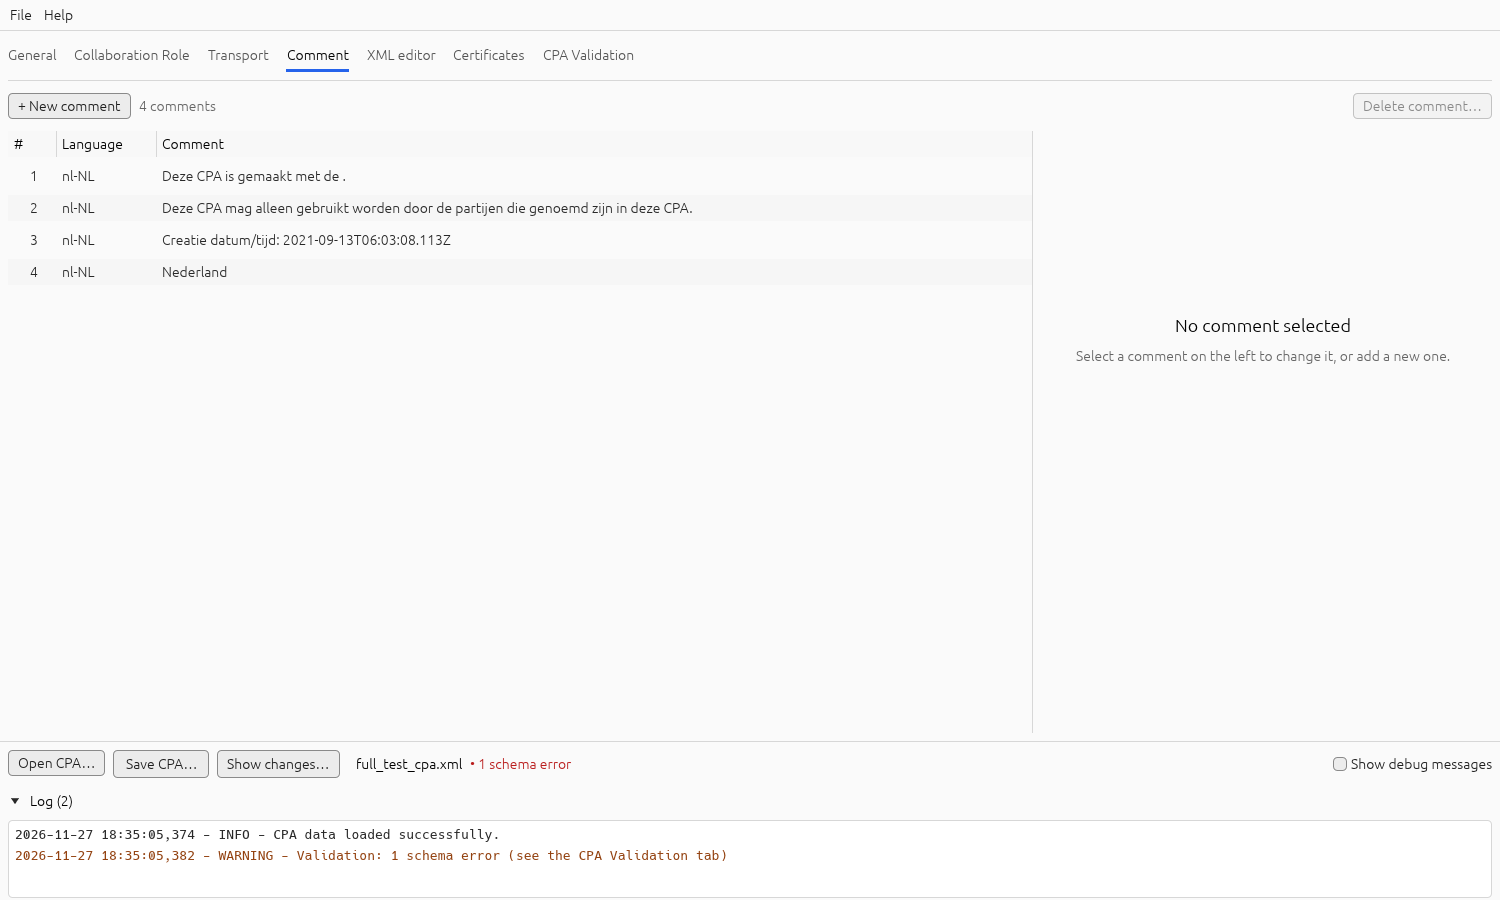 File Help
General Collaboration Role Transport Comment XML editor Certificates CPA Validation
+ New comment 4 comments Delete comment...
# Language Comment
1 nl-NL Deze CPA is gemaakt met de .
2 nl-NL Deze CPA mag alleen gebruikt worden door de partijen die genoemd zijn in deze CPA.
3 nl-NL Creatie datum/tijd: 2021-09-13T06:03:08.113Z
4 nl-NL Nederland
No comment selected
Select a comment on the left to change it, or add a new one.
Open CPA... Save CPA... Show changes... full_test_cpa.xml • 1 schema error Show debug messages
▼ Log (2)
2026-11-27 18:35:05,374 - INFO - CPA data loaded successfully.
2026-11-27 18:35:05,382 - WARNING - Validation: 1 schema error (see the CPA Validation tab)